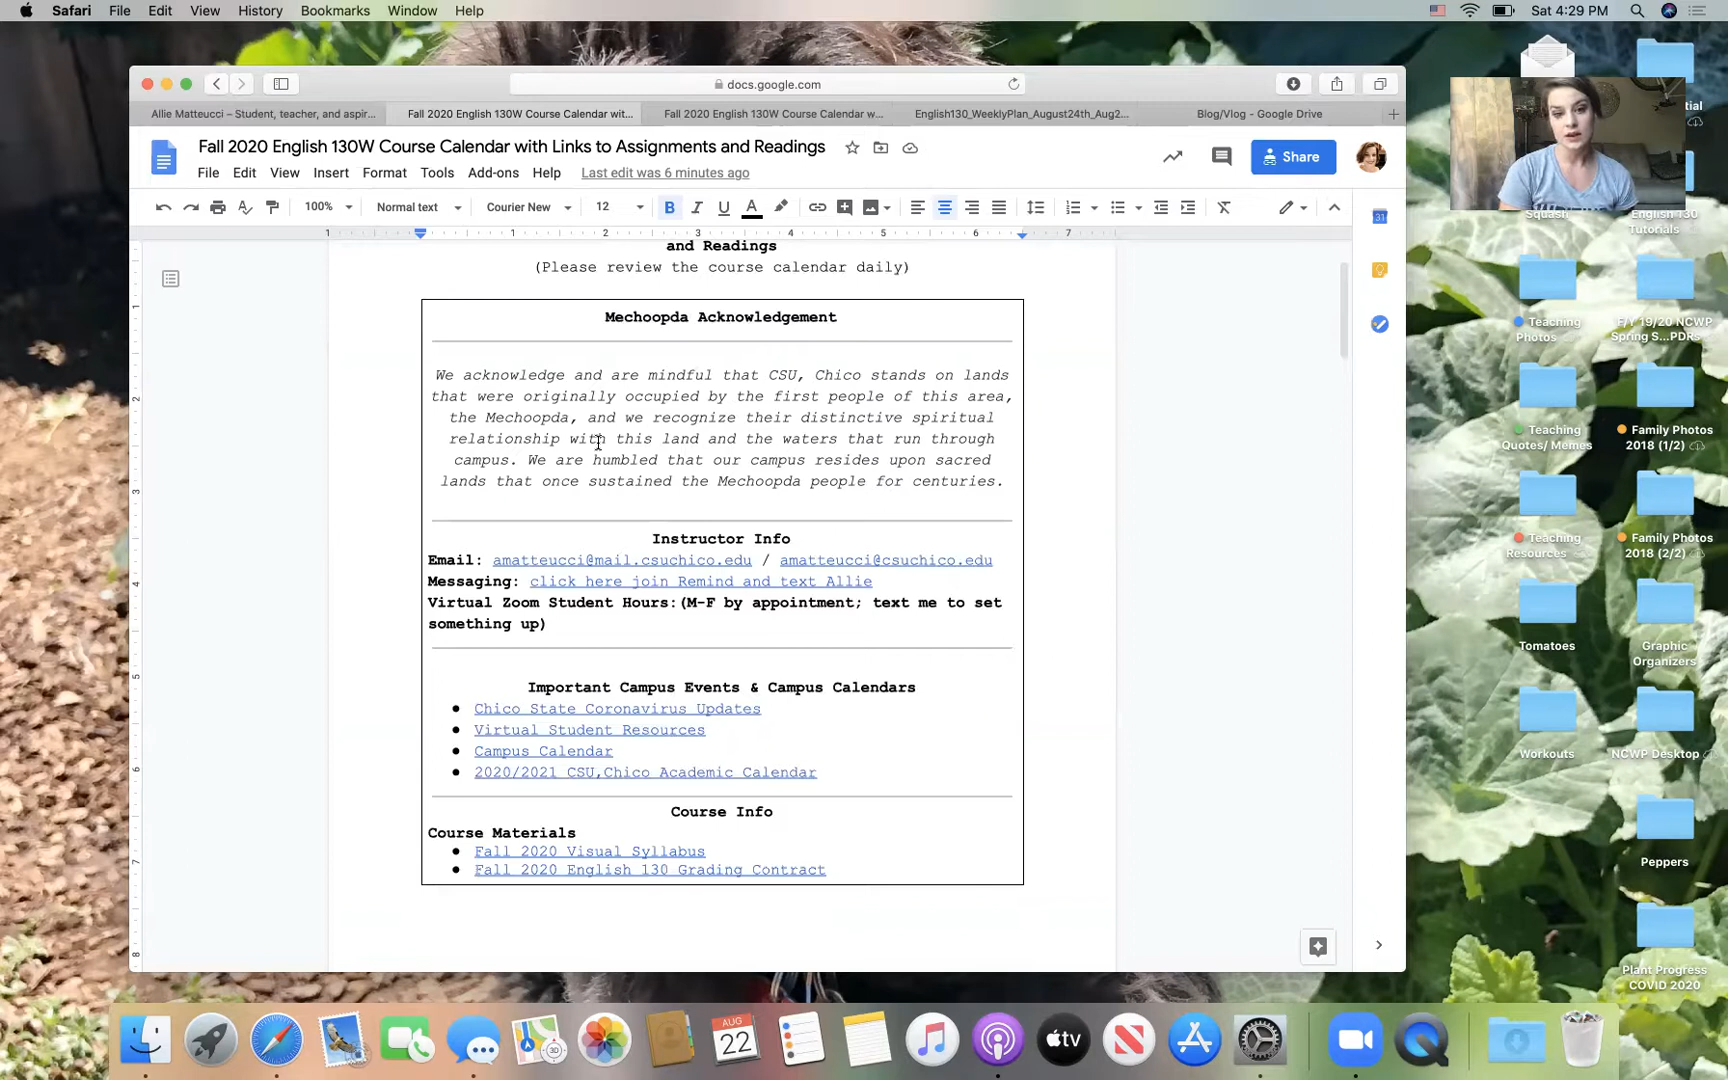 Safari File Edit View History Bookmarks Window Help
Sat 4:29 PM
docs.google.com
Allie Matteucci – Student, teacher, and aspir...
Fall 2020 English 130W Course Calendar wit...
Fall 2020 English 130W Course Calendar w...
English130_WeeklyPlan_August24th_Aug2...
Blog/Vlog - Google Drive
Fall 2020 English 130W Course Calendar with Links to Assignments and Readings
File Edit View Insert Format Tools Add-ons Help Last edit was 6 minutes ago
Share
100% Normal text Courier New 12
and Readings
(Please review the course calendar daily)
Mechoopda Acknowledgement
We acknowledge and are mindful that CSU, Chico stands on lands
that were originally occupied by the first people of this area,
the Mechoopda, and we recognize their distinctive spiritual
relationship with this land and the waters that run through
campus. We are humbled that our campus resides upon sacred
lands that once sustained the Mechoopda people for centuries.
Instructor Info
Email: amatteucci@mail.csuchico.edu / amatteucci@csuchico.edu
Messaging: click here join Remind and text Allie
Virtual Zoom Student Hours:(M-F by appointment; text me to set
something up)
Important Campus Events & Campus Calendars
Chico State Coronavirus Updates
Virtual Student Resources
Campus Calendar
2020/2021 CSU,Chico Academic Calendar
Course Info
Course Materials
Fall 2020 Visual Syllabus
Fall 2020 English 130 Grading Contract
Squash
English 130
Tutorials
Teaching
Photos
F/Y 19/20 NCWP
Spring S...PDRs
Teaching
Quotes/ Memes
Family Photos
2018 (1/2)
Teaching
Resources
Family Photos
2018 (2/2)
Tomatoes
Graphic
Organizers
Workouts
NCWP Desktop
Peppers
Plant Progress
COVID 2020
AUG
22
tv